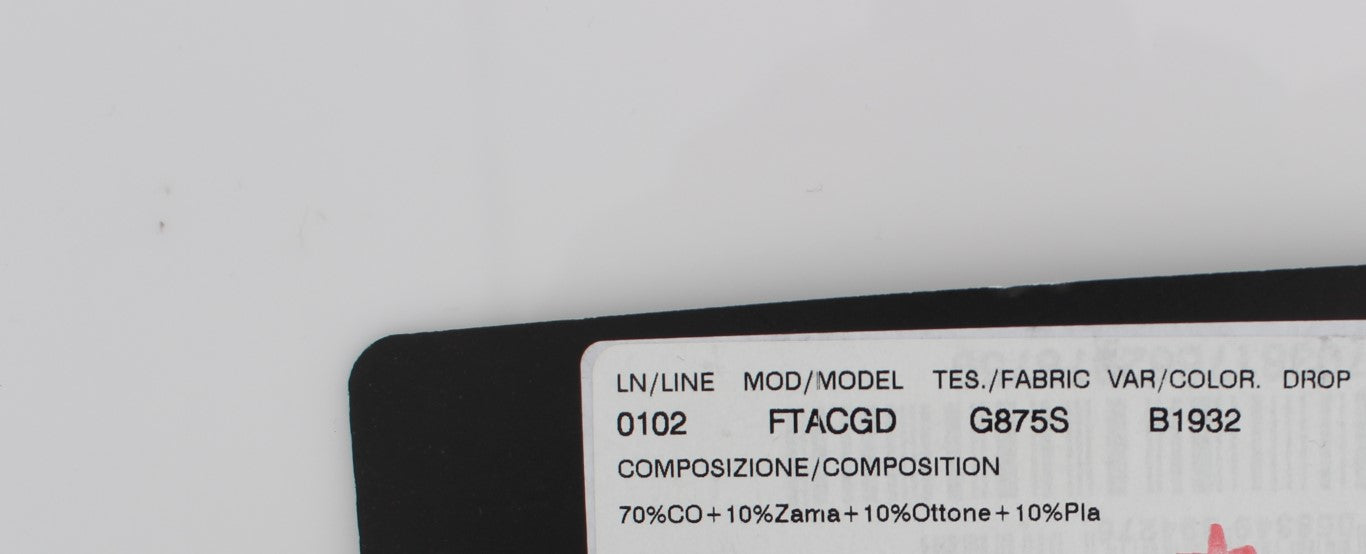 LN/LINE MOD/MODEL TES./FABRIC VAR/COLOR. DROP
0102 FTACGD G875S B1932
COMPOSIZIONE/COMPOSITION
70%CO+10%Zama+10%Ottone+10%Pla